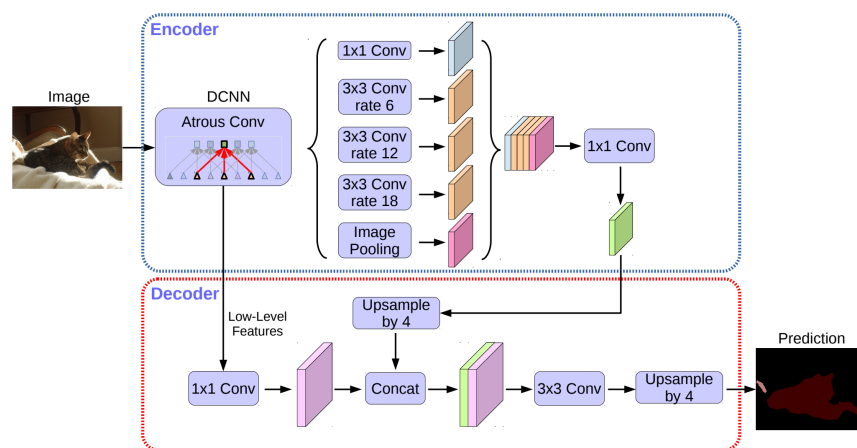 Encoder
Image
DCNN
Atrous Conv
1x1 Conv
3x3 Conv
rate 6
3x3 Conv
rate 12
3x3 Conv
rate 18
Image
Pooling
1x1 Conv
Decoder
Low-Level
Features
Upsample
by 4
1x1 Conv
Concat
3x3 Conv
Upsample
by 4
Prediction